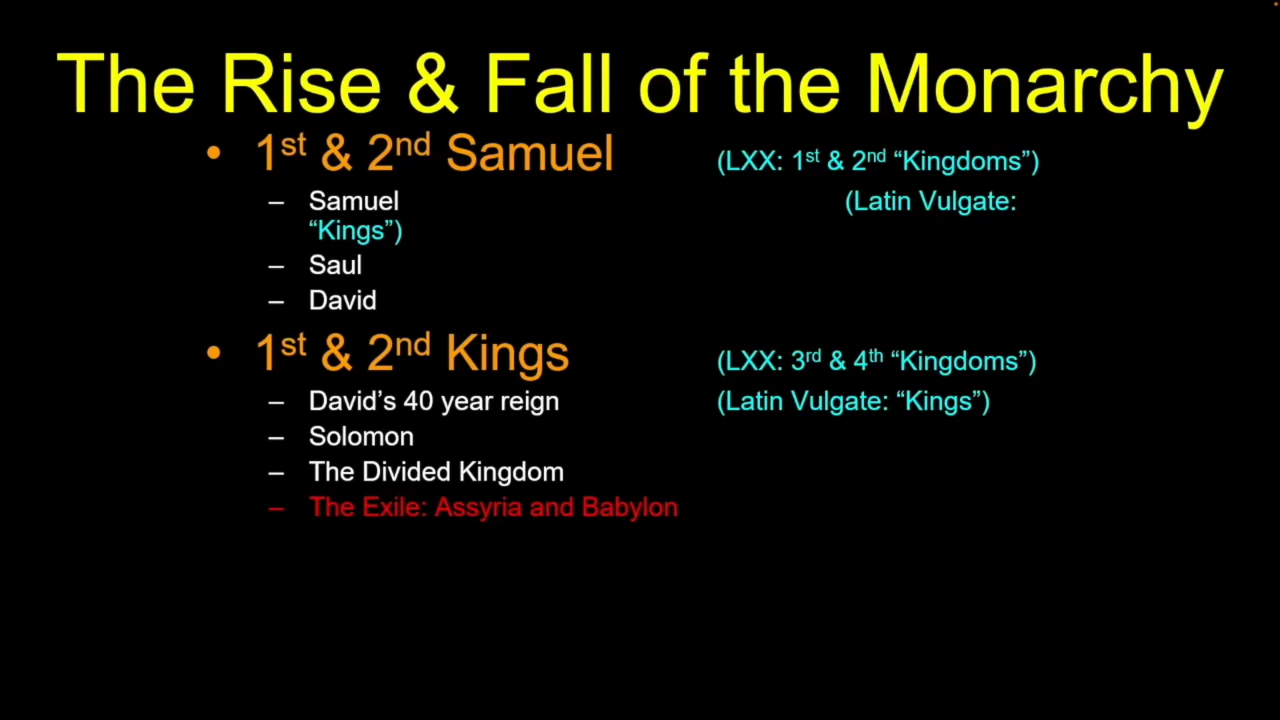 The Rise & Fall of the Monarchy
• 1st & 2nd Samuel (LXX: 1st & 2nd “Kingdoms”)
– Samuel (Latin Vulgate:
“Kings”)
– Saul
– David
• 1st & 2nd Kings (LXX: 3rd & 4th “Kingdoms”)
– David’s 40 year reign (Latin Vulgate: “Kings”)
– Solomon
– The Divided Kingdom
– The Exile: Assyria and Babylon